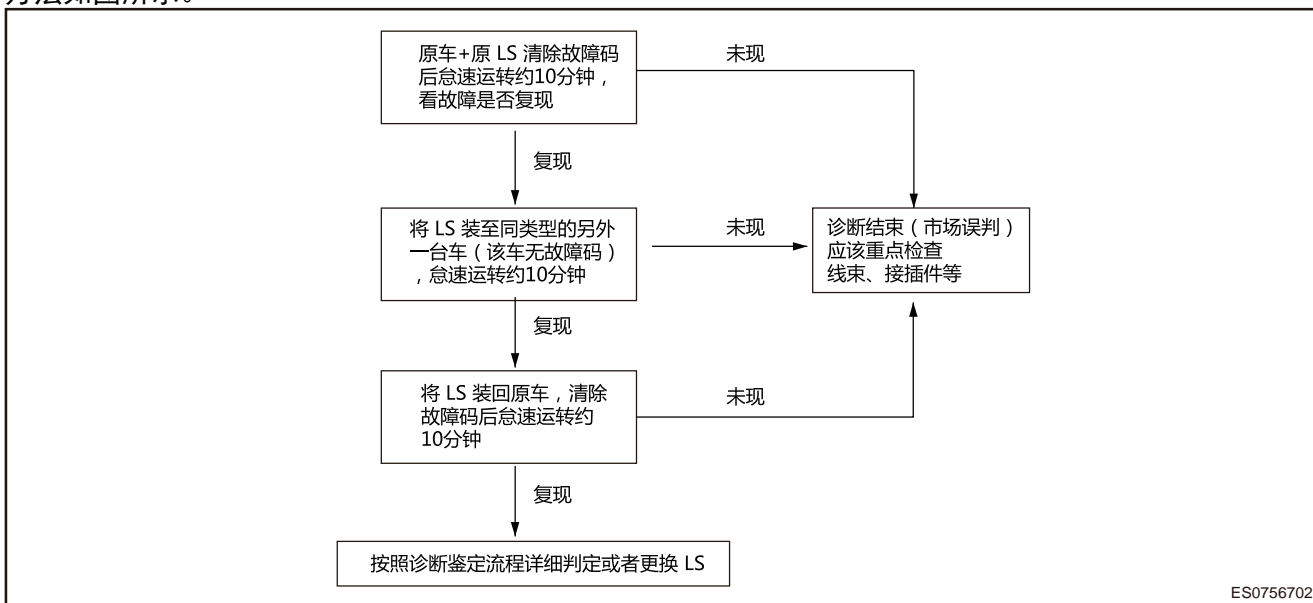 原车+原 LS 清除故障码
后怠速运转约10分钟，
看故障是否复现
未现
复现
将 LS 装至同类型的另外
一台车（该车无故障码）
，怠速运转约10分钟
未现
诊断结束（市场误判）
应该重点检查
线束、接插件等
复现
将 LS 装回原车，清除
故障码后怠速运转约
10分钟
未现
复现
按照诊断鉴定流程详细判定或者更换 LS
ES0756702